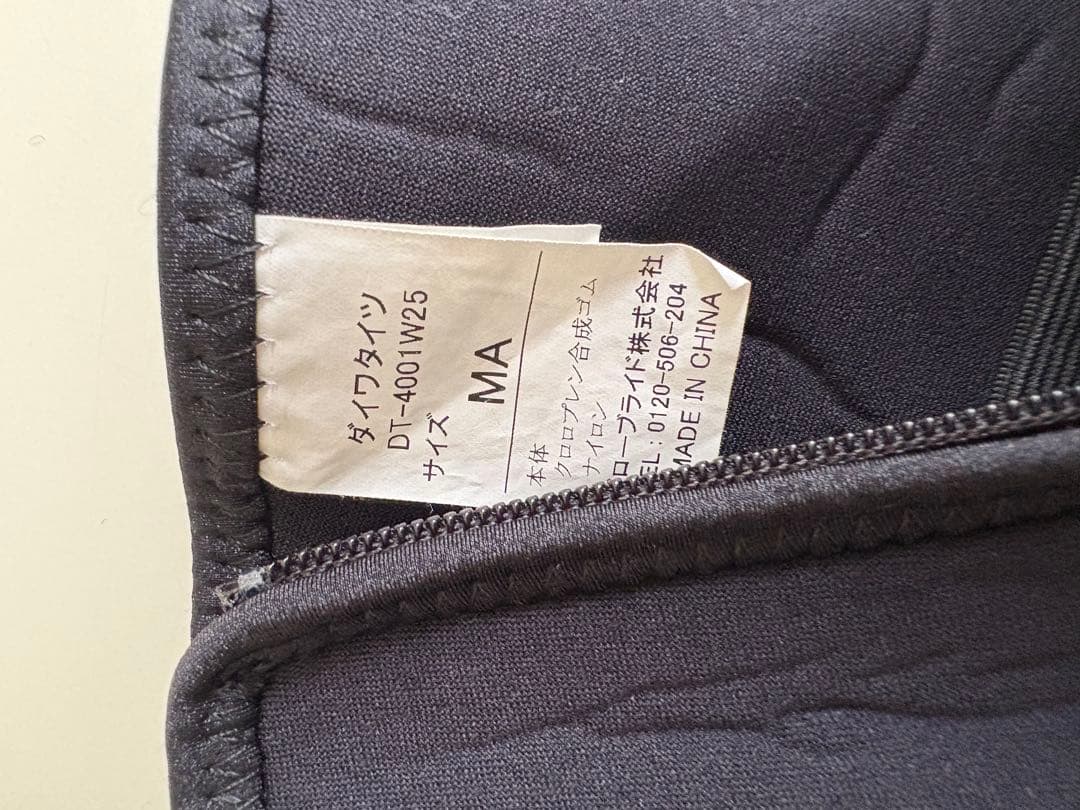 ダイワタイツ
DT-4001W25
サイズ
MA
本体
クロロプレン合成ゴム
ナイロン
ローブライド株式会社
EL:0120-506-204
MADE IN CHINA